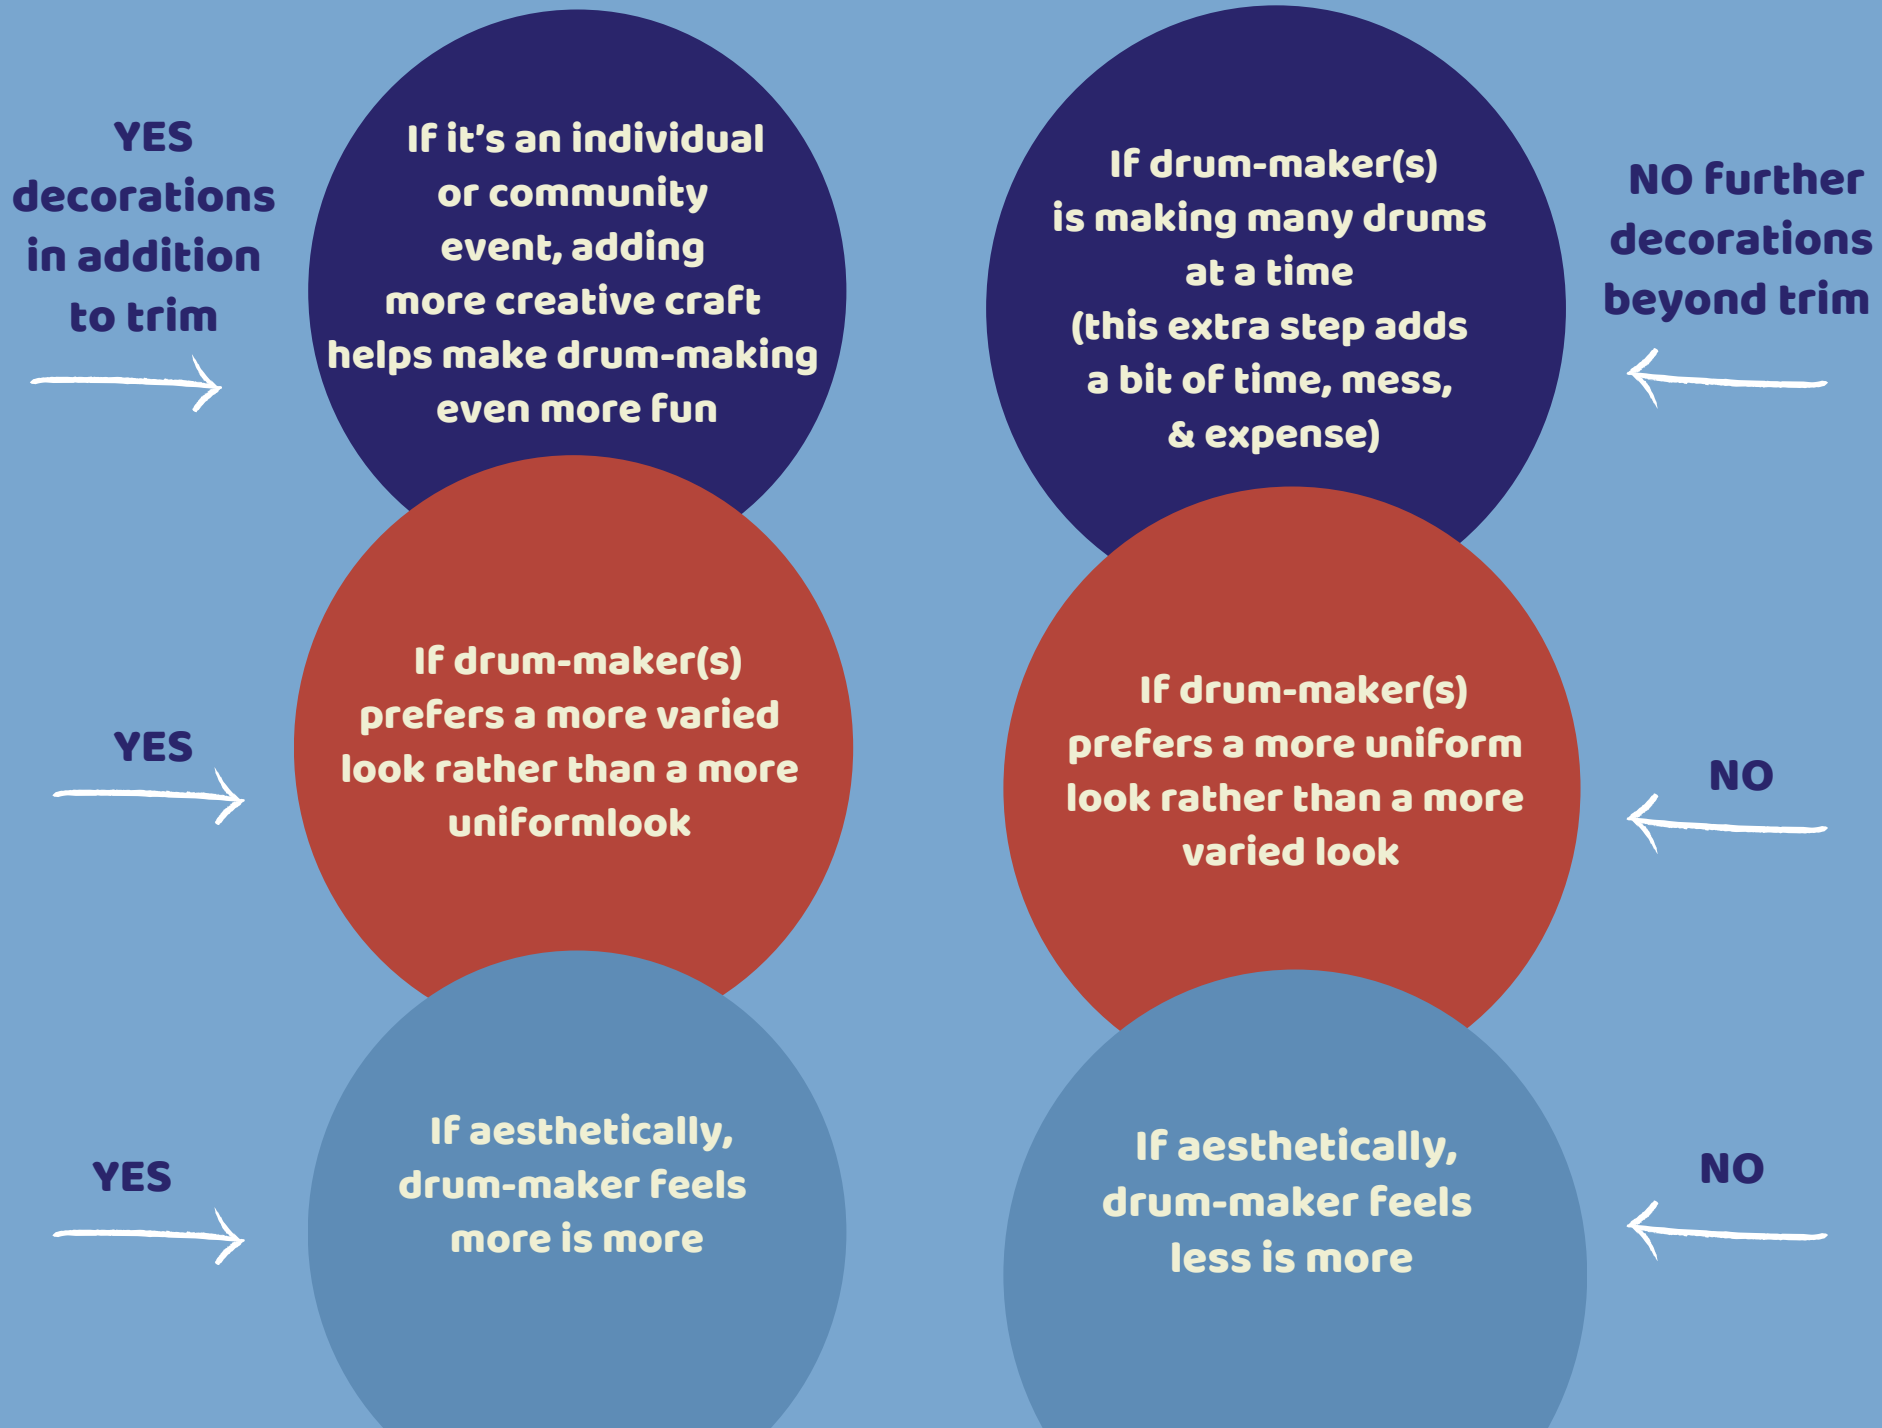 YES
decorations
in addition
to trim
If it's an individual
or community
event, adding
more creative craft
helps make drum-making
even more fun
If drum-maker(s)
is making many drums
at a time
(this extra step adds
a bit of time, mess,
& expense)
NO further
decorations
beyond trim
YES
If drum-maker(s)
prefers a more varied
look rather than a more
uniformlook
If drum-maker(s)
prefers a more uniform
look rather than a more
varied look
NO
YES
If aesthetically,
drum-maker feels
more is more
If aesthetically,
drum-maker feels
less is more
NO